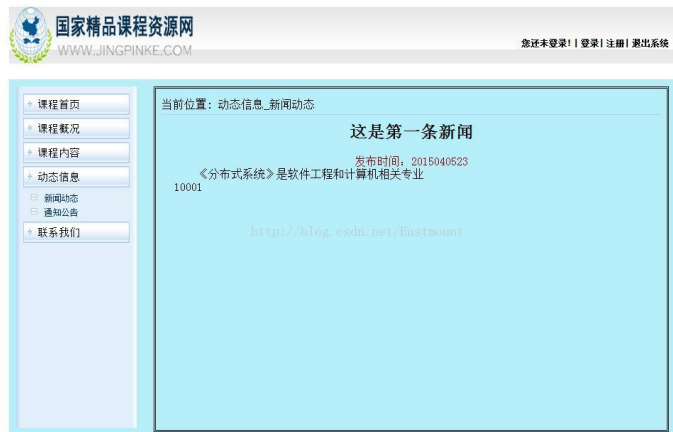 国家精品课程资源网
WWW.JINGPINKE.COM
您还未登录!| 登录| 注册| 退出系统
课程首页
课程概况
课程内容
动态信息
新闻动态
通知公告
联系我们
当前位置: 动态信息_新闻动态
这是第一条新闻
发布时间: 2015040523
《分布式系统》是软件工程和计算机相关专业
10001
http://blog.csdn.net/Eastmount